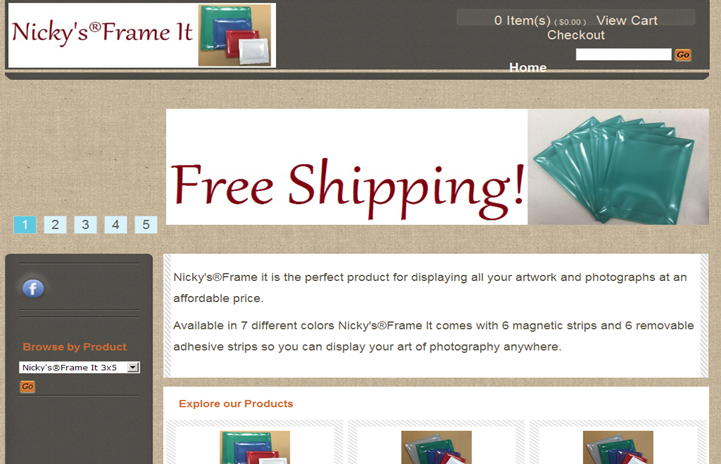 Nicky's®Frame It
0 Item(s) ( $0.00 ) View Cart
Checkout
Go
Home
Free Shipping!
1 2 3 4 5
Nicky's®Frame it is the perfect product for displaying all your artwork and photographs at an
affordable price.
Available in 7 different colors Nicky's®Frame It comes with 6 magnetic strips and 6 removable
adhesive strips so you can display your art of photography anywhere.
f
Browse by Product
Nicky's®Frame It 3x5
Go
Explore our Products